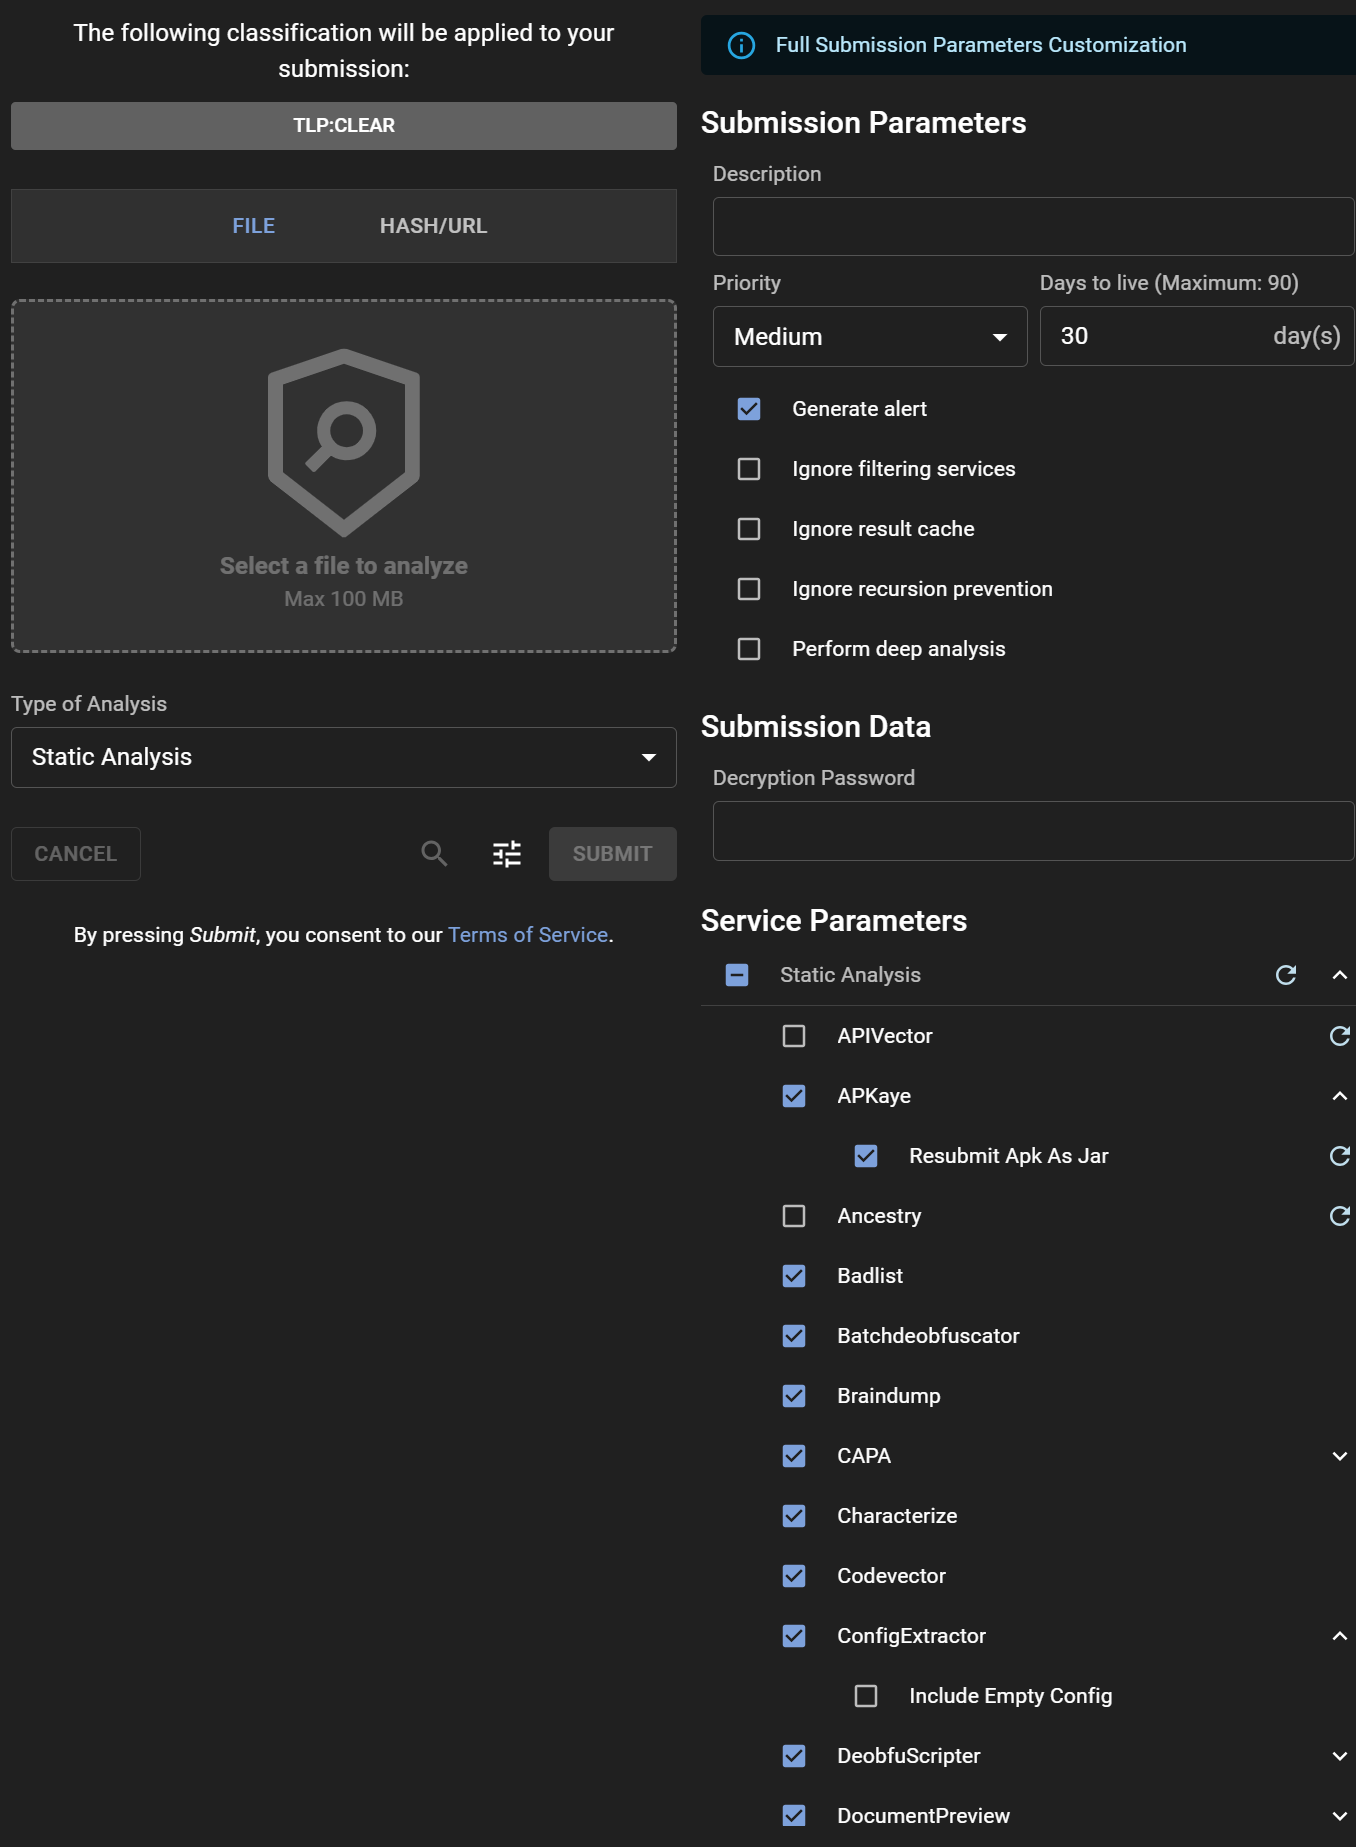 The following classification will be applied to your
submission:
TLP:CLEAR
FILE
HASH/URL
Select a file to analyze
Max 100 MB
Type of Analysis
Static Analysis
CANCEL
SUBMIT
By pressing Submit, you consent to our Terms of Service.
Full Submission Parameters Customization
Submission Parameters
Description
Priority
Days to live (Maximum: 90)
Medium
30 day(s)
Generate alert
Ignore filtering services
Ignore result cache
Ignore recursion prevention
Perform deep analysis
Submission Data
Decryption Password
Service Parameters
Static Analysis
APIVector
APKaye
Resubmit Apk As Jar
Ancestry
Badlist
Batchdeobfuscator
Braindump
CAPA
Characterize
Codevector
ConfigExtractor
Include Empty Config
DeobfuScripter
DocumentPreview